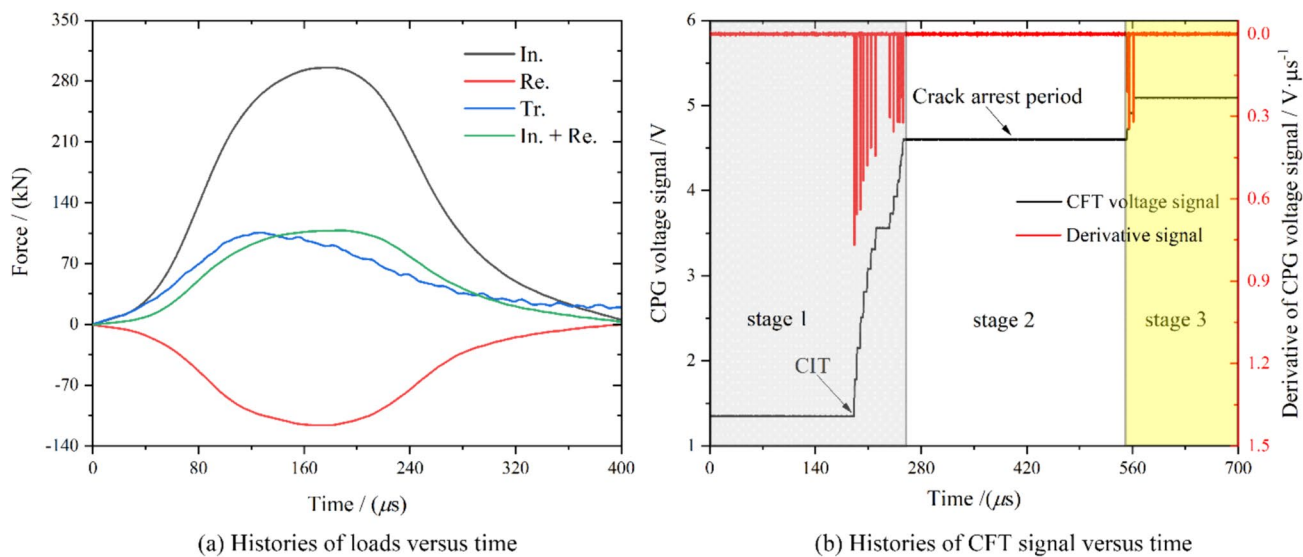 350
280
210
140
70
0
-70
-140
Force / (kN)
In.
Re.
Tr.
In. + Re.
0 80 160 240 320 400
Time / (μs)
(a) Histories of loads versus time
6
5
4
3
2
1
CPG voltage signal /V
Crack arrest period
CFT voltage signal
Derivative signal
stage 1
stage 2
stage 3
CIT
0.0
0.3
0.6
0.9
1.2
1.5
Derivative of CPG voltage signal / V·μs-1
0 140 280 420 560 700
Time /(μs)
(b) Histories of CFT signal versus time